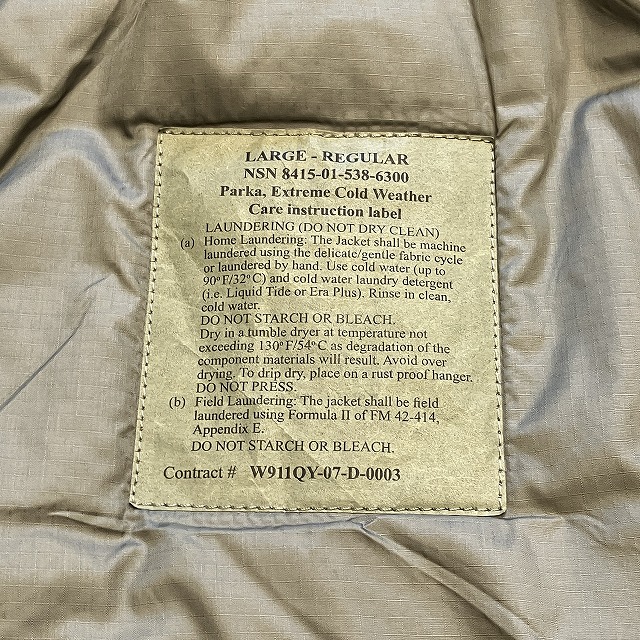 LARGE - REGULAR
NSN 8415-01-538-6300
Parka, Extreme Cold Weather
Care instruction label
LAUNDERING (DO NOT DRY CLEAN)
(a) Home Laundering: The Jacket shall be machine
laundered using the delicate/gentle fabric cycle
or laundered by hand. Use cold water (up to
90°F/32°C) and cold water laundry detergent
(i.e. Liquid Tide or Era Plus). Rinse in clean,
cold water.
DO NOT STARCH OR BLEACH.
Dry in a tumble dryer at temperature not
exceeding 130°F/54°C as degradation of the
component materials will result. Avoid over
drying. To drip dry, place on a rust proof hanger.
DO NOT PRESS.
(b) Field Laundering: The jacket shall be field
laundered using Formula II of FM 42-414,
Appendix E.
DO NOT STARCH OR BLEACH.
Contract # W911QY-07-D-0003